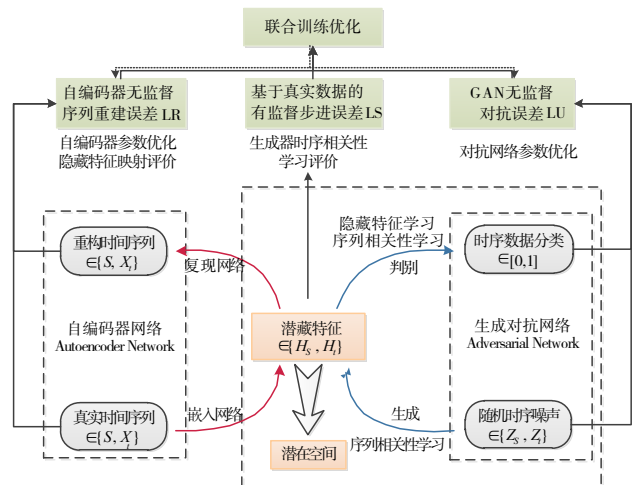 联合训练优化
自编码器无监督
序列重建误差LR
基于真实数据的
有监督步进误差LS
GAN无监督
对抗误差LU
自编码器参数优化
隐藏特征映射评价
生成器时序相关性
学习评价
对抗网络参数优化
隐藏特征学习
序列相关性学习
重构时间序列
∈{S, Xt}
复现网络
判别
时序数据分类
∈[0,1]
自编码器网络
Autoencoder Network
潜藏特征
∈{HS , Ht}
生成对抗网络
Adversarial Network
真实时间序列
∈{S, Xt}
嵌入网络
生成
序列相关性学习
随机时序噪声
∈{ZS , Zt}
潜在空间